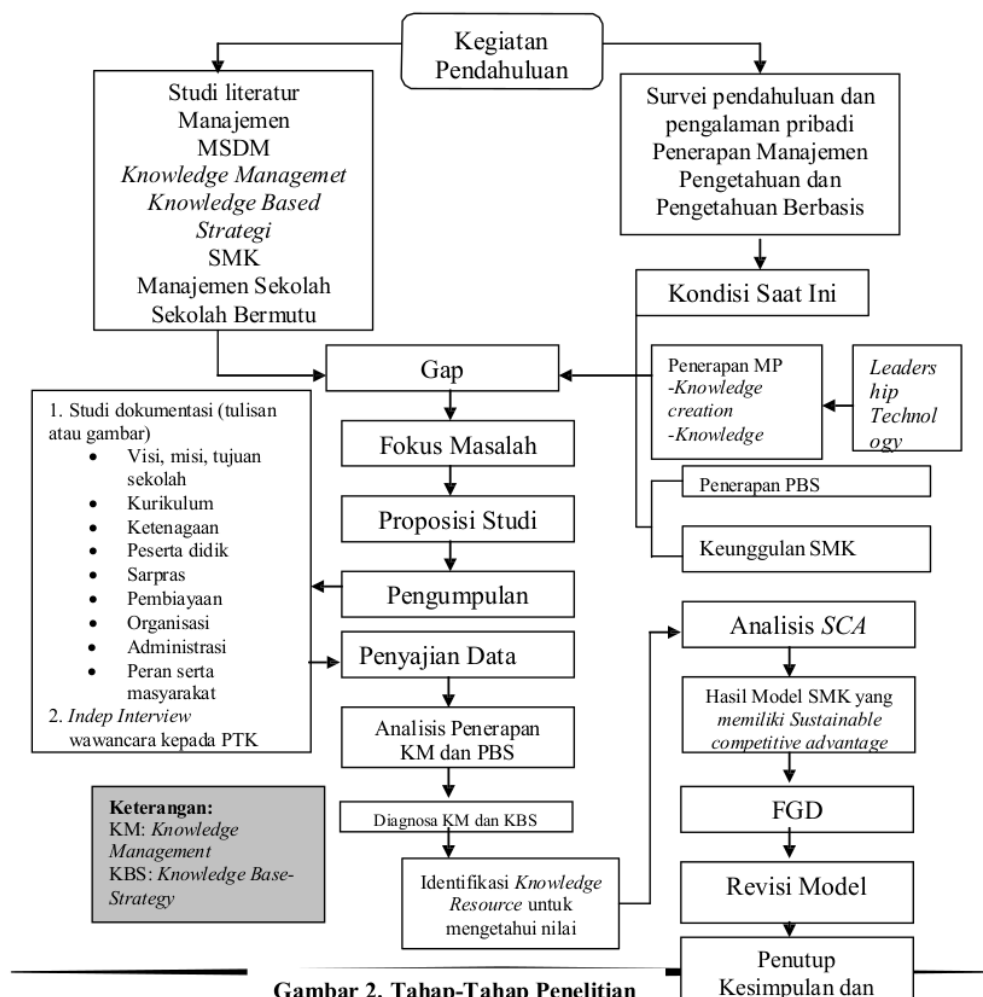 Kegiatan
Pendahuluan
Studi literatur
Manajemen
MSDM
Knowledge Managemet
Knowledge Based
Strategi
SMK
Manajemen Sekolah
Sekolah Bermutu
Survei pendahuluan dan
pengalaman pribadi
Penerapan Manajemen
Pengetahuan dan
Pengetahuan Berbasis
Kondisi Saat Ini
Gap
Penerapan MP
-Knowledge
creation
-Knowledge
Leaders
hip
Technol
ogy
Penerapan PBS
Keunggulan SMK
Fokus Masalah
Proposisi Studi
Pengumpulan
1. Studi dokumentasi (tulisan
atau gambar)
• Visi, misi, tujuan
sekolah
• Kurikulum
• Ketenagaan
• Peserta didik
• Sarpras
• Pembiayaan
• Organisasi
• Administrasi
• Peran serta
masyarakat
2. Indep Interview
wawancara kepada PTK
Penyajian Data
Analisis Penerapan
KM dan PBS
Diagnosa KM dan KBS
Identifikasi Knowledge
Resource untuk
mengetahui nilai
Analisis SCA
Hasil Model SMK yang
memiliki Sustainable
competitive advantage
FGD
Revisi Model
Penutup
Kesimpulan dan
Keterangan:
KM: Knowledge
Management
KBS: Knowledge Base-
Strategy
Gambar 2. Tahap-Tahap Penelitian